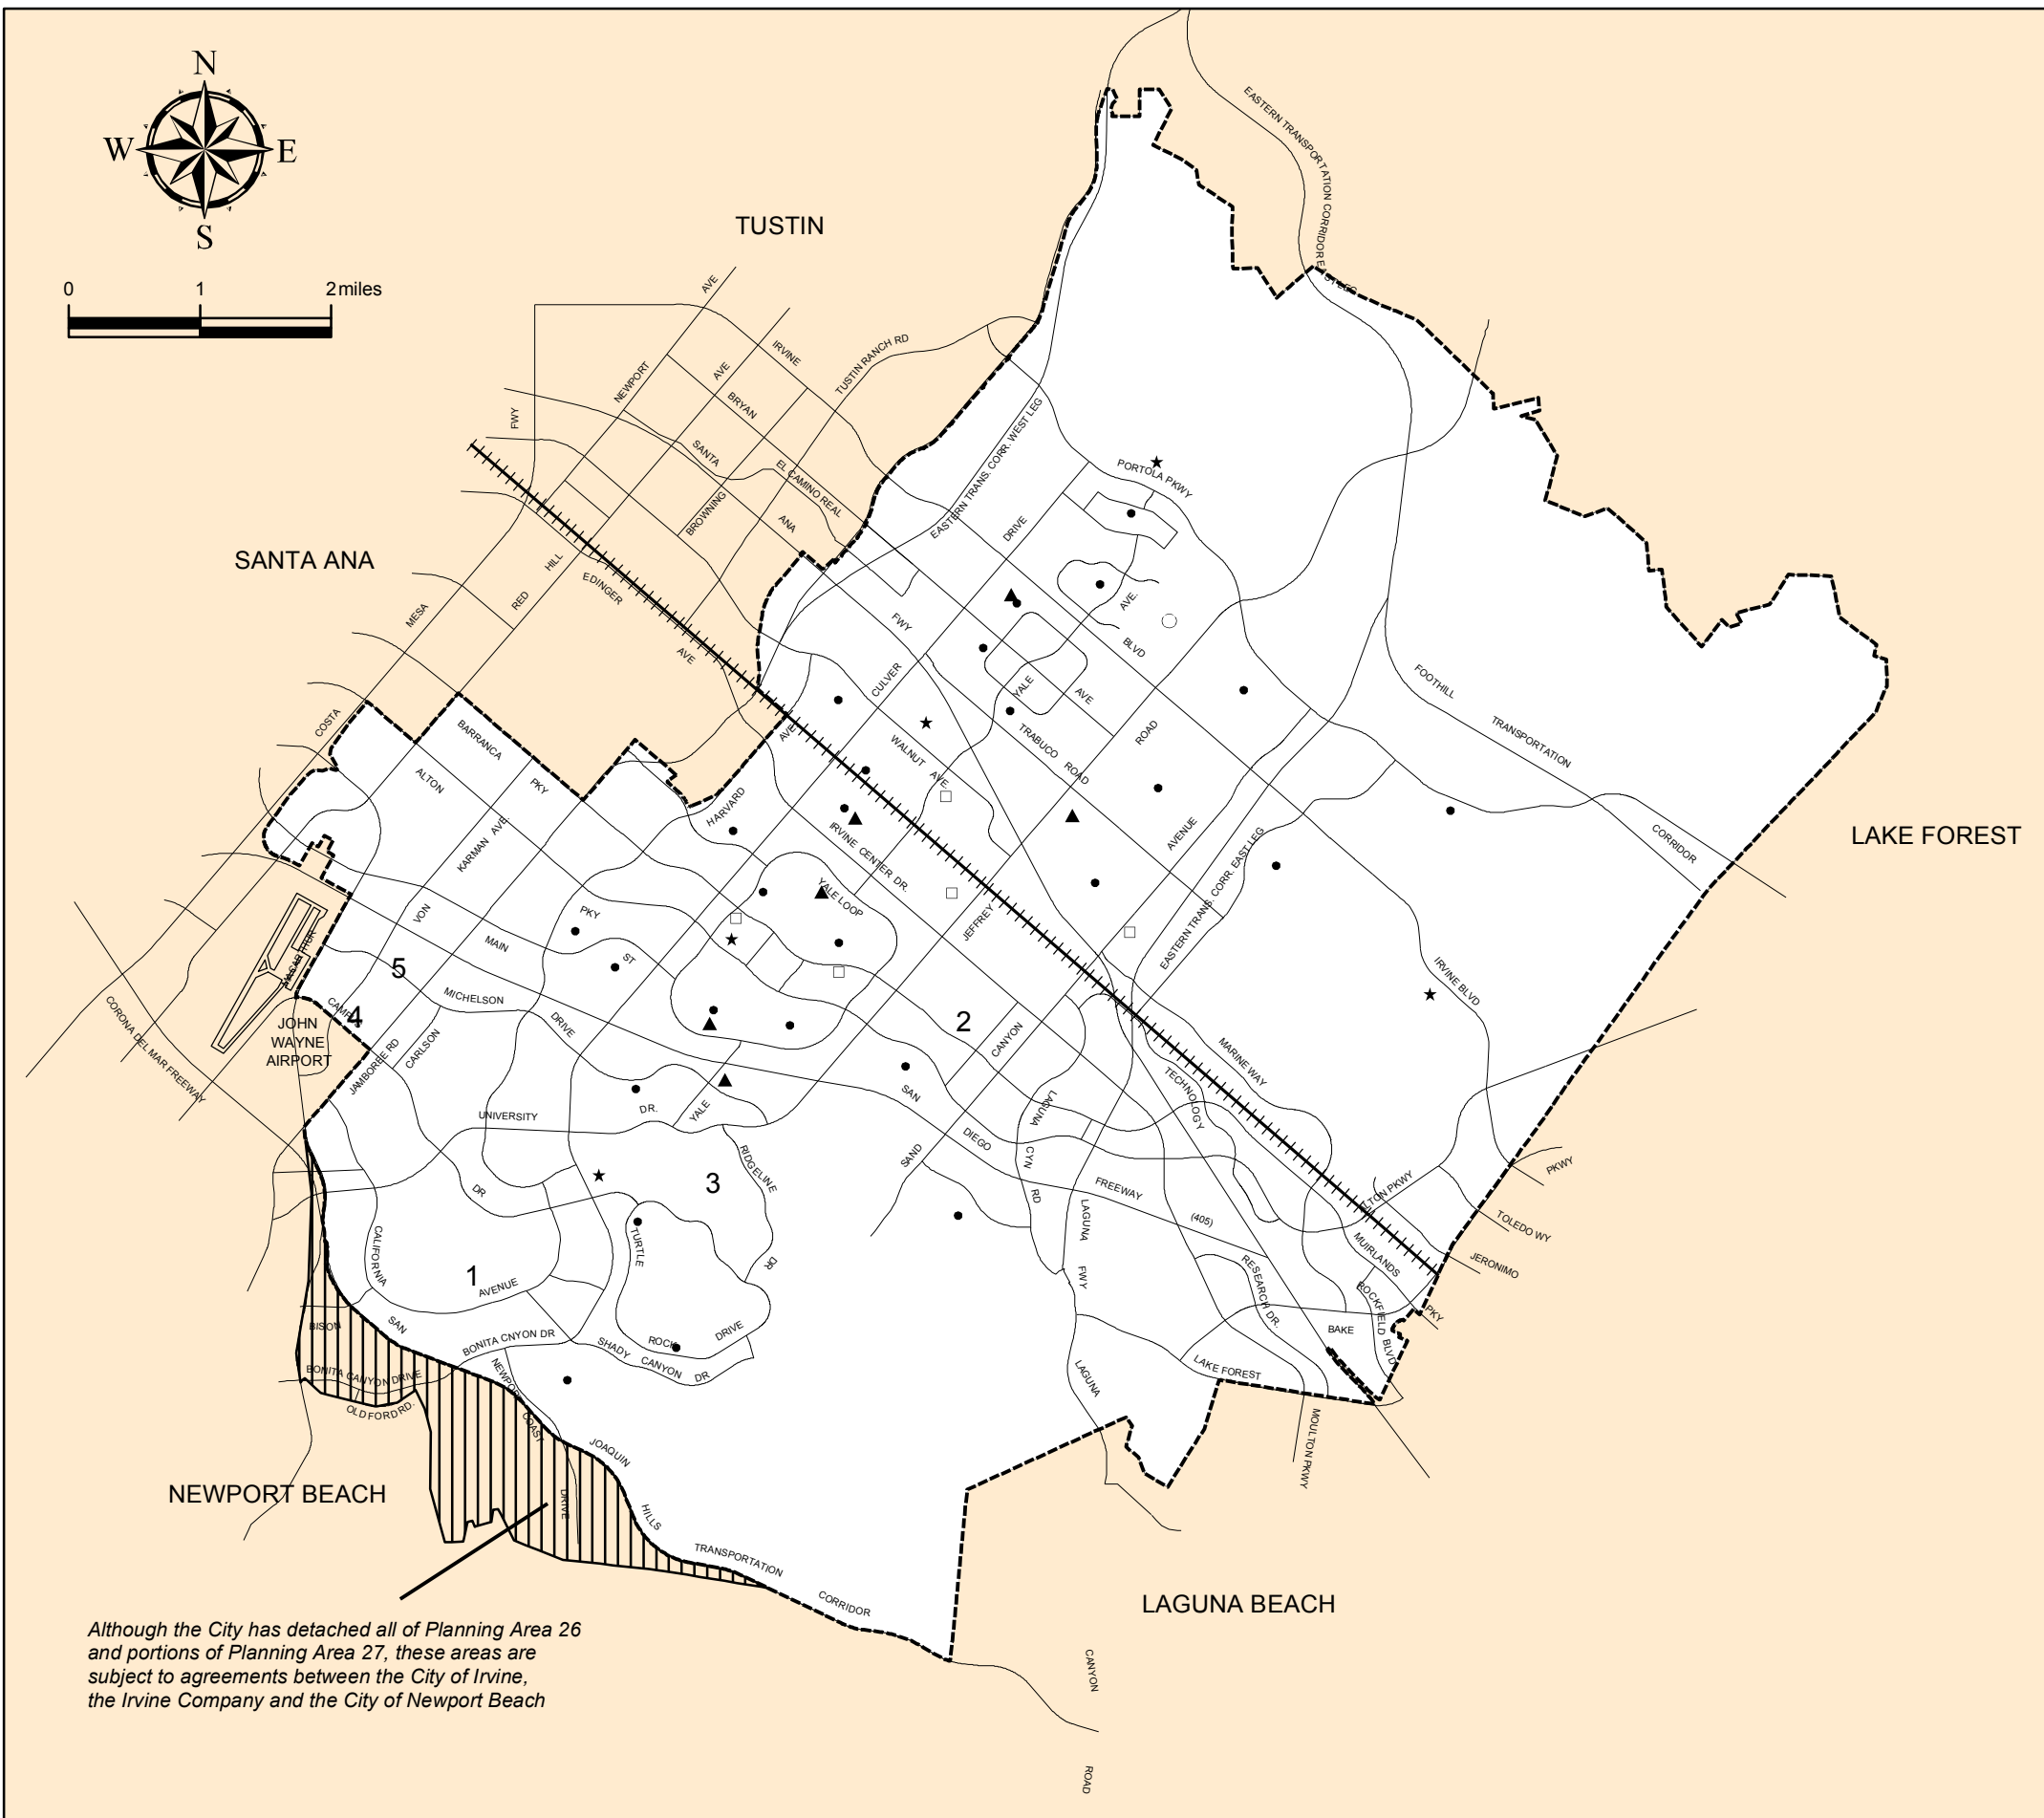 N
W
E
S
0
1
2 miles
TUSTIN
SANTA ANA
LAKE FOREST
NEWPORT BEACH
LAGUNA BEACH
JOHN
WAYNE
AIRPORT
EASTERN TRANSPORTATION CORRIDOR EAST LEG
AVE
NEWPORT
AVE
IRVINE
BRYAN
TUSTIN RANCH RD
FWY
SANTA
EL CAMINO REAL
BROWNING
ANA
EASTERN TRANS. CORR. WEST LEG
PORTOLA PKWY
DRIVE
HILL
RED
EDINGER
AVE
MESA
COSTA
FWY
CULVER
AVE.
BLVD
YALE
AVE
FOOTHILL
TRANSPORTATION
CORRIDOR
BARRANCA
PKY
ALTON
AVE
WALNUT AVE
TRABUCO ROAD
ROAD
HARVARD
KARMAN AVE
VON
IRVINE CENTER DR.
AVENUE
EASTERN TRANS. CORR. EAST LEG
YALE LOOP
PKY
JEFFREY
MAIN
ST
5
MICHELSON
DRIVE
MACARTHUR
CAMPUS
4
CARLSON
JAMBOREE RD
CORONA DEL MAR FREEWAY
2
CANYON
IRVINE BLVD
MARINE WAY
TECHNOLOGY
SAN
DIEGO
FREEWAY
(405)
LAGUNA
CYN
RD
UNIVERSITY
DR.
YALE
SAND
RIDGELINE
DR
3
DR
CALIFORNIA
AVENUE
1
TURTLE
ROCK
DRIVE
LAGUNA
FWY
ALTON PKWY
PKWY
TOLEDO WY
JERONIMO
MUIRLANDS
PKY
ROCKFIELD BLVD
RESEARCH DR.
BAKE
LAKE FOREST
MOULTON PKWY
LAGUNA
CANYON
ROAD
BISON
SAN
BONITA CNYON DR
SHADY CANYON DR
BONITA CANYON DRIVE
OLD FORD RD.
NEWPORT
COAST
DRIVE
JOAQUIN
HILLS
TRANSPORTATION
CORRIDOR
Although the City has detached all of Planning Area 26
and portions of Planning Area 27, these areas are
subject to agreements between the City of Irvine,
the Irvine Company and the City of Newport Beach